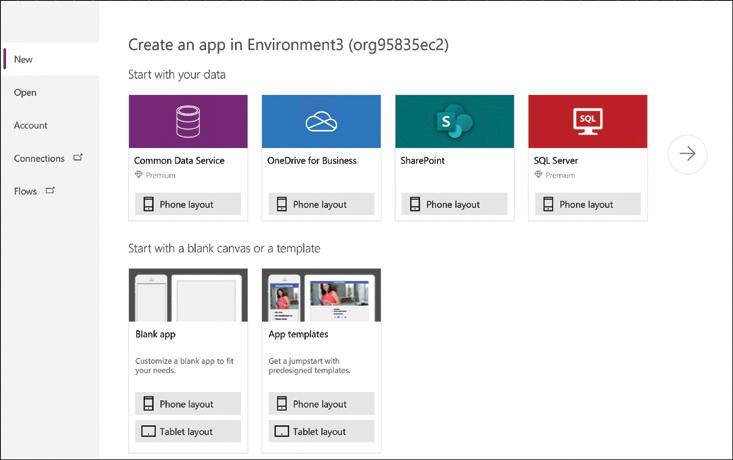 Create an app in Environment3 (org95835ec2)
New
Open
Account
Connections
Flows
Start with your data
Common Data Service
Premium
Phone layout
OneDrive for Business
Phone layout
S
SharePoint
Phone layout
SQL
SQL Server
Premium
Phone layout
Start with a blank canvas or a template
Blank app
Customize a blank app to fit
your needs.
Phone layout
Tablet layout
App templates
Get a jumpstart with
predesigned templates.
Phone layout
Tablet layout